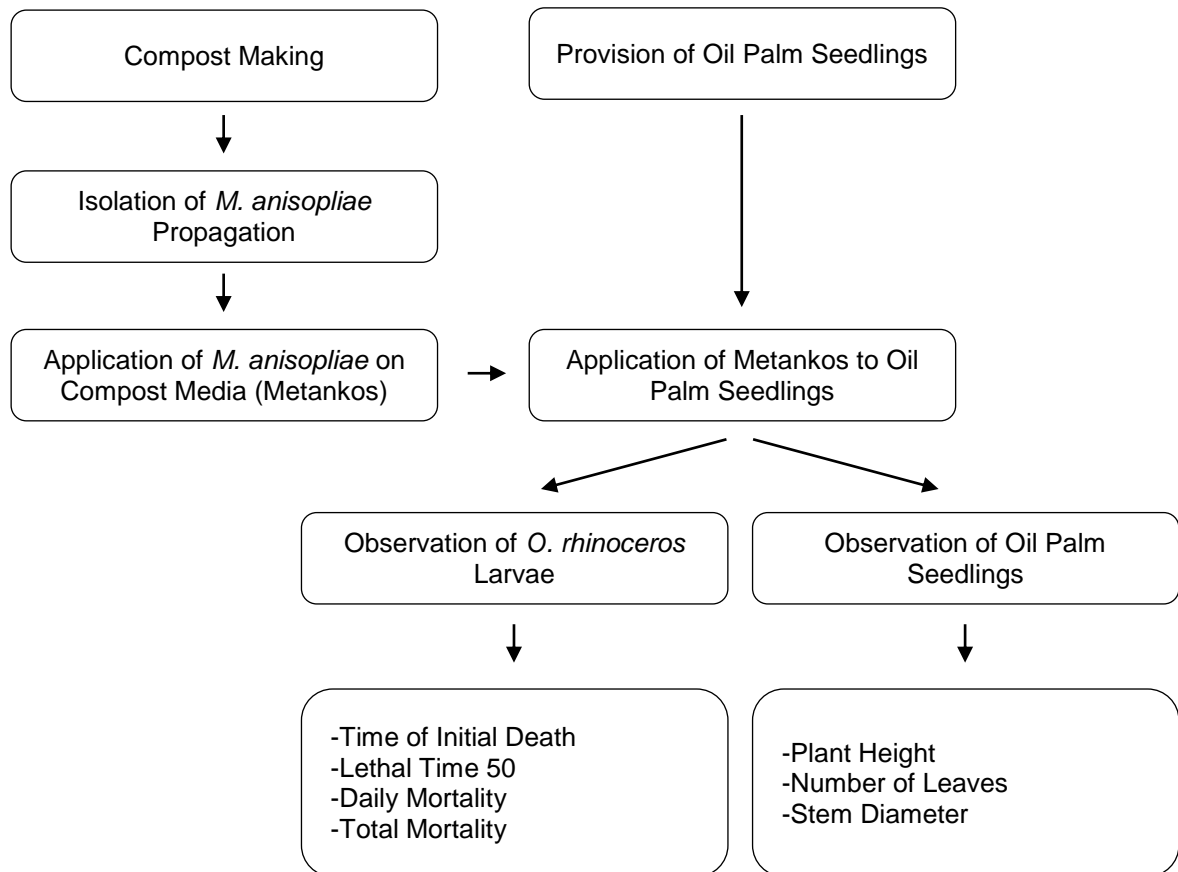 Compost Making
Provision of Oil Palm Seedlings
Isolation of M. anisopliae
Propagation
Application of M. anisopliae on
Compost Media (Metankos)
Application of Metankos to Oil
Palm Seedlings
Observation of O. rhinoceros
Larvae
Observation of Oil Palm
Seedlings
-Time of Initial Death
-Lethal Time 50
-Daily Mortality
-Total Mortality
-Plant Height
-Number of Leaves
-Stem Diameter